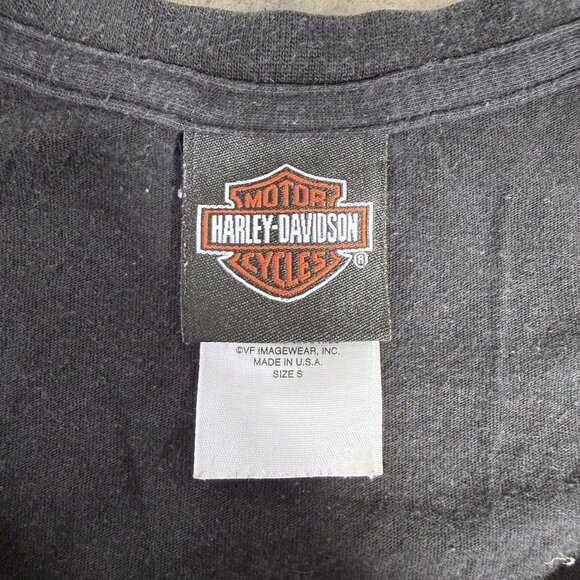 MOTOR
HARLEY-DAVIDSON
CYCLES
®
©VF IMAGEWEAR, INC.
MADE IN U.S.A.
SIZE S